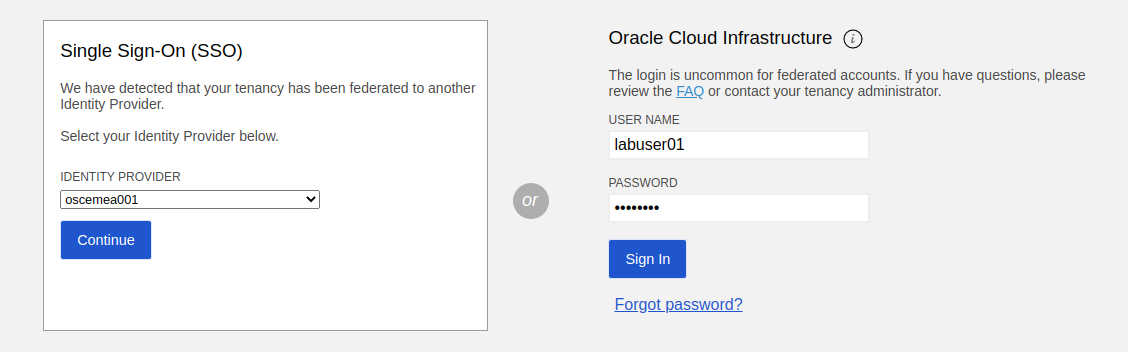 Single Sign-On (SSO)
We have detected that your tenancy has been federated to another
Identity Provider.
Select your Identity Provider below.
IDENTITY PROVIDER
oscemea001
Continue
or
Oracle Cloud Infrastructure i
The login is uncommon for federated accounts. If you have questions, please
review the FAQ or contact your tenancy administrator.
USER NAME
labuser01
PASSWORD
••••••••
Sign In
Forgot password?